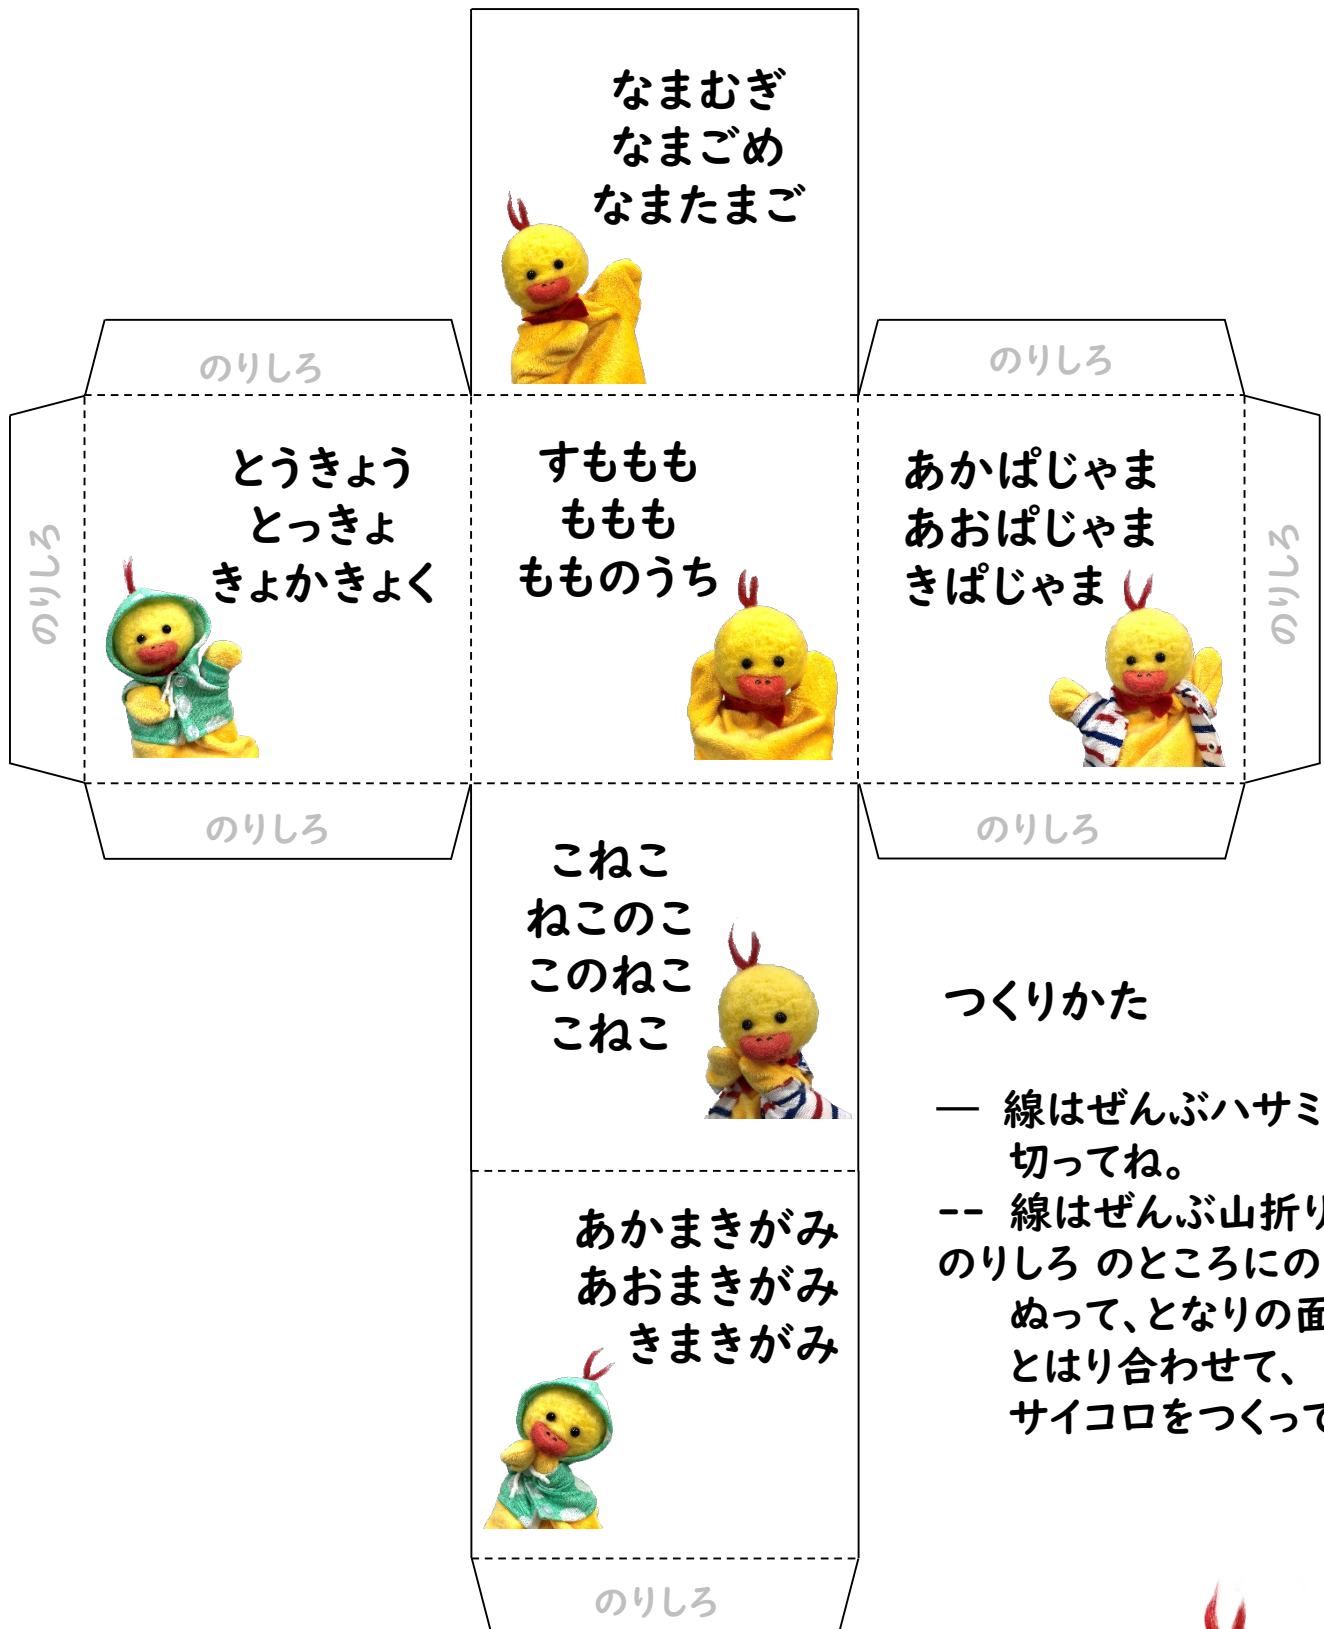 なまむぎ
なまごめ
なまたまご
のりしろ
のりしろ
のりしろ
とうきょう
とっきょ
きょかきょく
すももも
ももも
もものうち
あかぱじゃま
あおぱじゃま
きぱじゃま
のりしろ
のりしろ
のりしろ
こねこ
ねこのこ
このねこ
こねこ
あかまきがみ
あおまきがみ
きまきがみ
のりしろ
つくりかた
― 線はぜんぶハサミ
切ってね。
-- 線はぜんぶ山折り
のりしろ のところにの
ぬって、となりの面
とはり合わせて、
サイコロをつくって